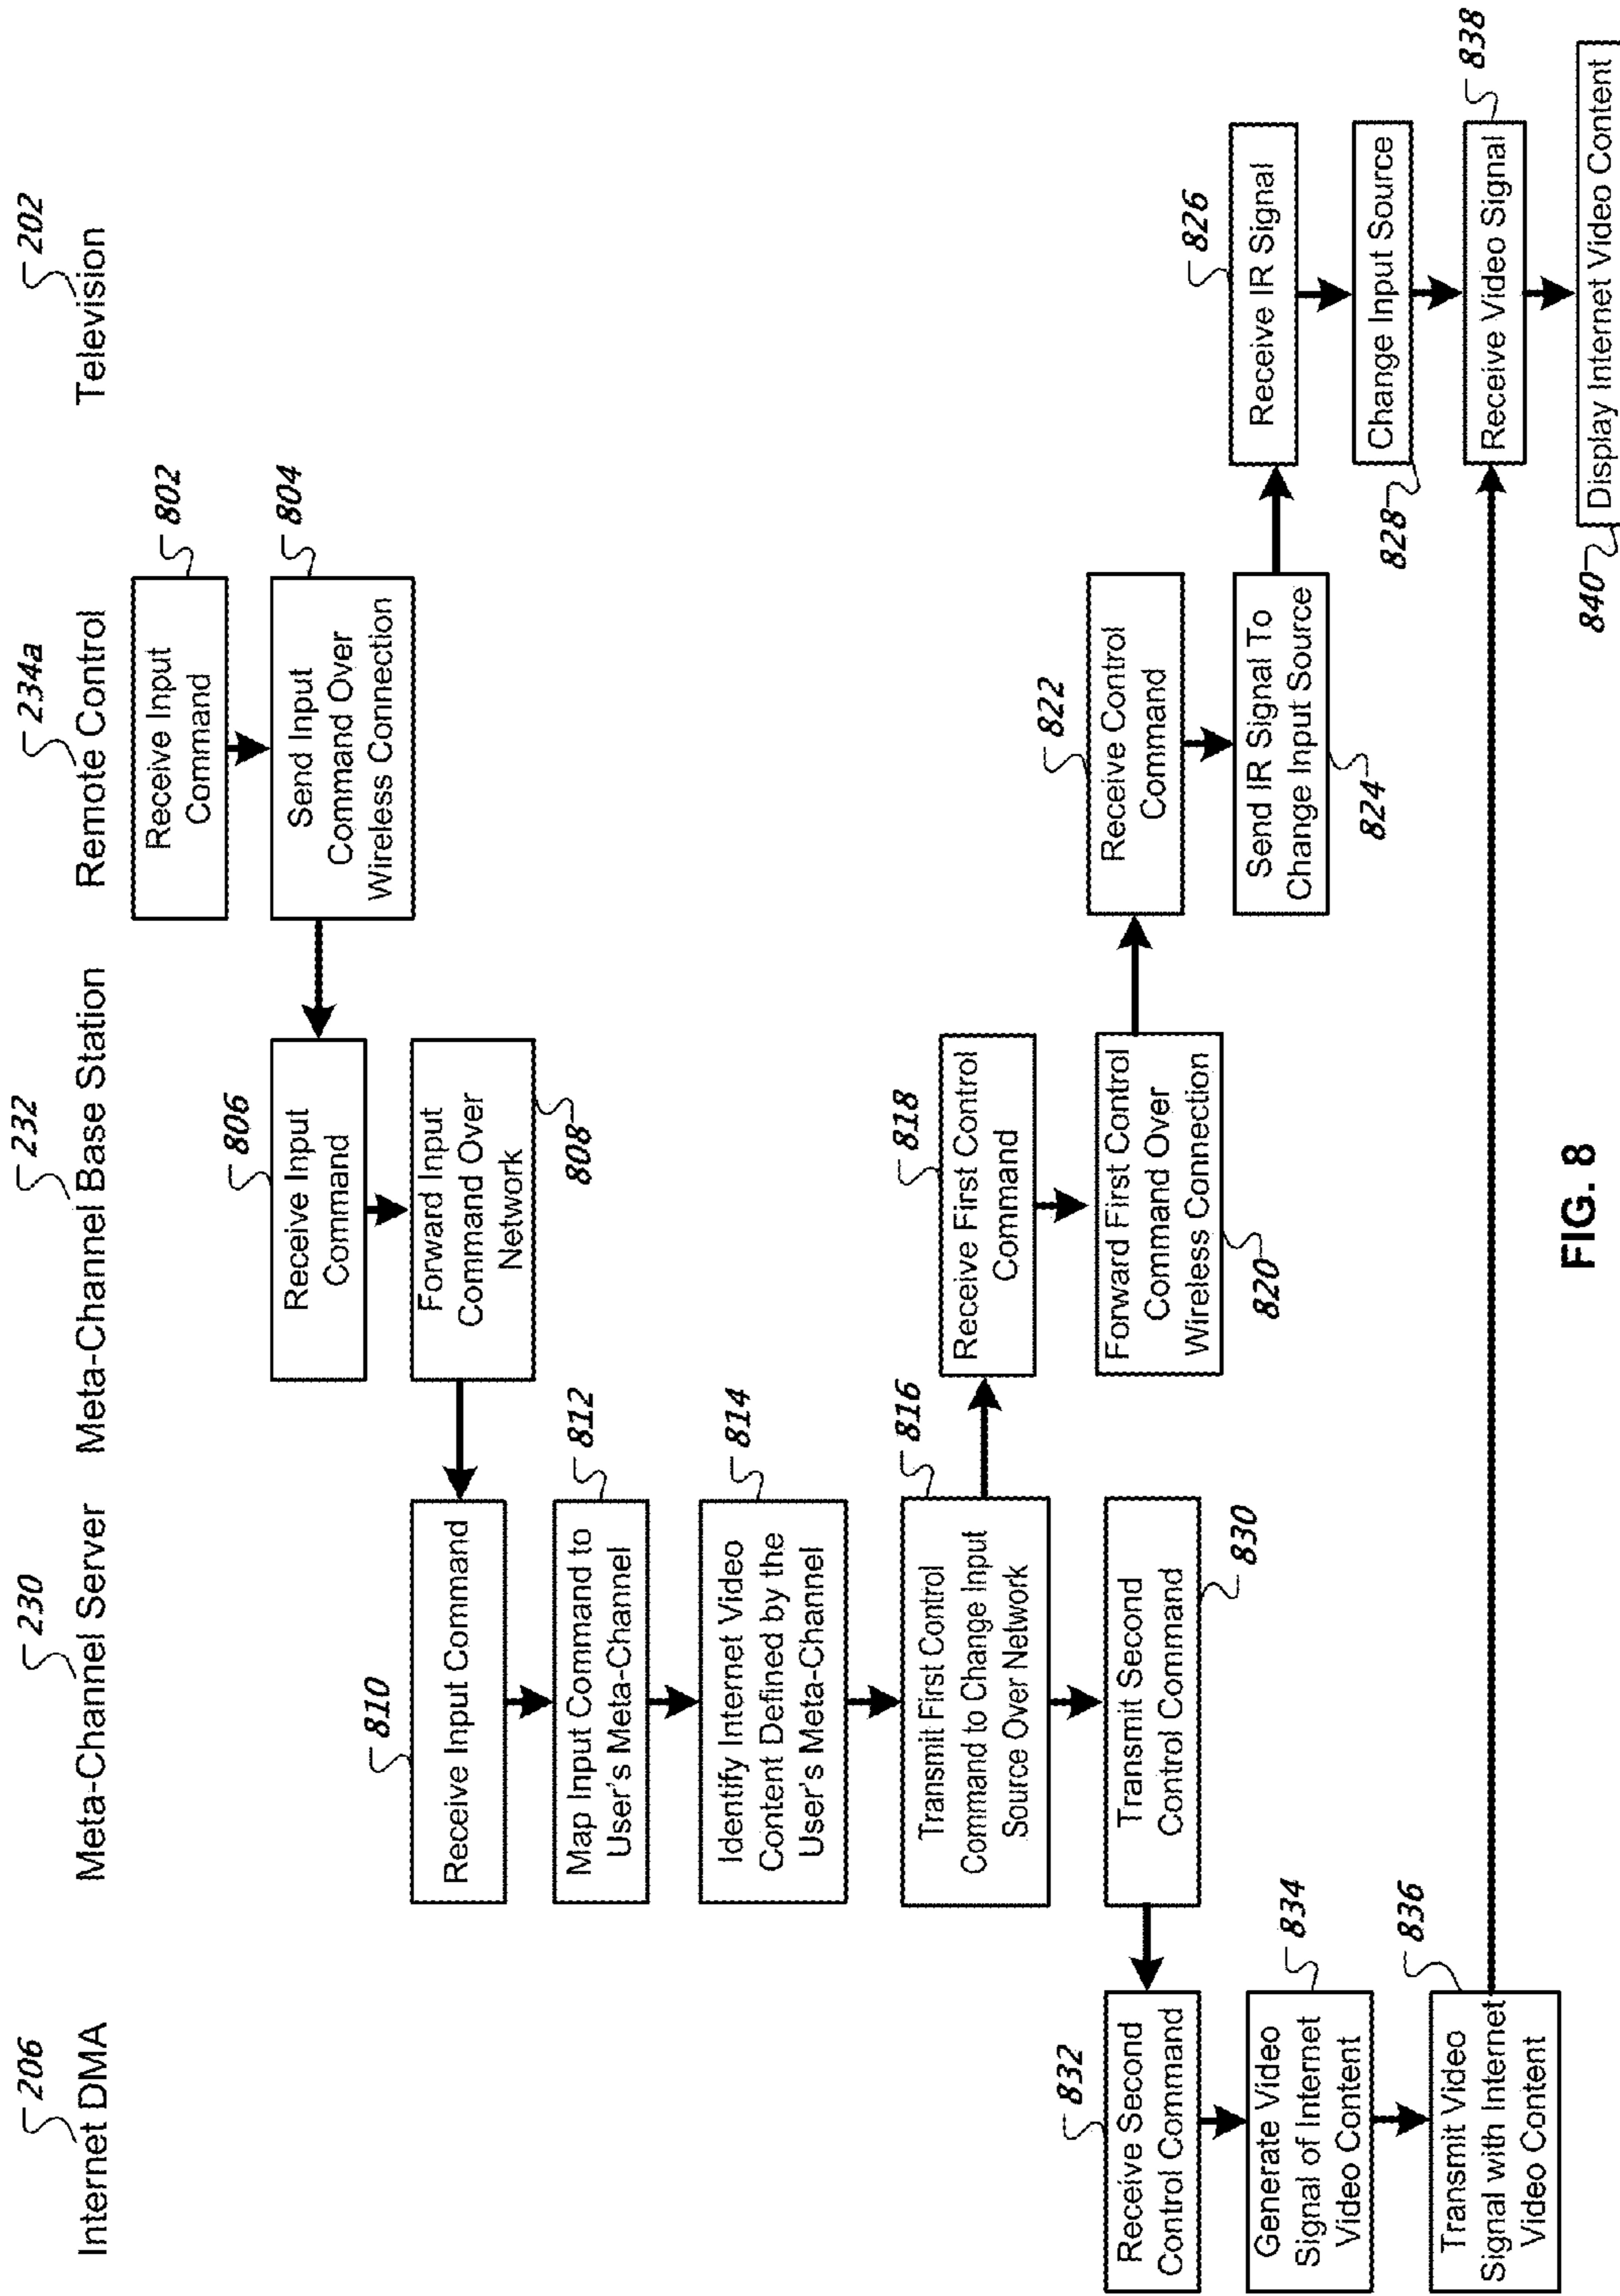 206
Internet DMA
230
Meta-Channel Server
232
Meta-Channel Base Station
234a
Remote Control
202
Television
802
Receive Input
Command
804
Send Input
Command Over
Wireless Connection
806
Receive Input
Command
808
Forward Input
Command Over
Network
810
Receive Input Command
812
Map Input Command to
User's Meta-Channel
814
Identify Internet Video
Content Defined by the
User's Meta-Channel
816
Transmit First Control
Command to Change Input
Source Over Network
818
Receive First Control
Command
820
Forward First Control
Command Over
Wireless Connection
822
Receive Control
Command
824
Send IR Signal To
Change Input Source
826
Receive IR Signal
828
Change Input Source
830
Transmit Second
Control Command
832
Receive Second
Control Command
834
Generate Video
Signal of Internet
Video Content
836
Transmit Video
Signal with Internet
Video Content
838
Receive Video Signal
840
Display Internet Video Content
FIG. 8